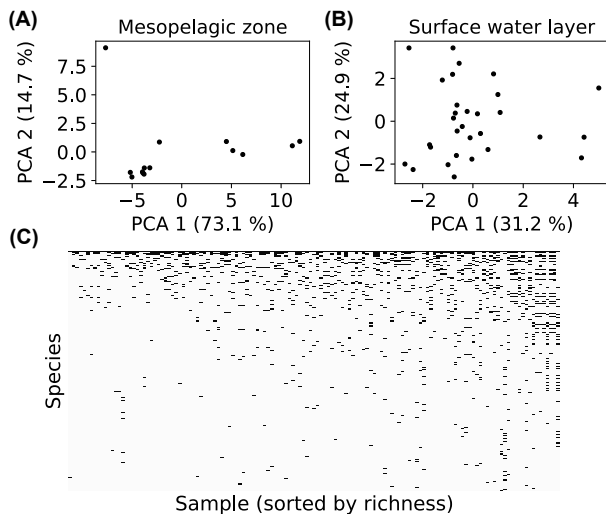 (A)
Mesopelagic zone
PCA 2 (14.7 %)
7.5
5.0
2.5
0.0
−2.5
−5
0
5
10
PCA 1 (73.1 %)
(B)
Surface water layer
PCA 2 (24.9 %)
2
0
−2
−2
0
2
4
PCA 1 (31.2 %)
(C)
Species
Sample (sorted by richness)